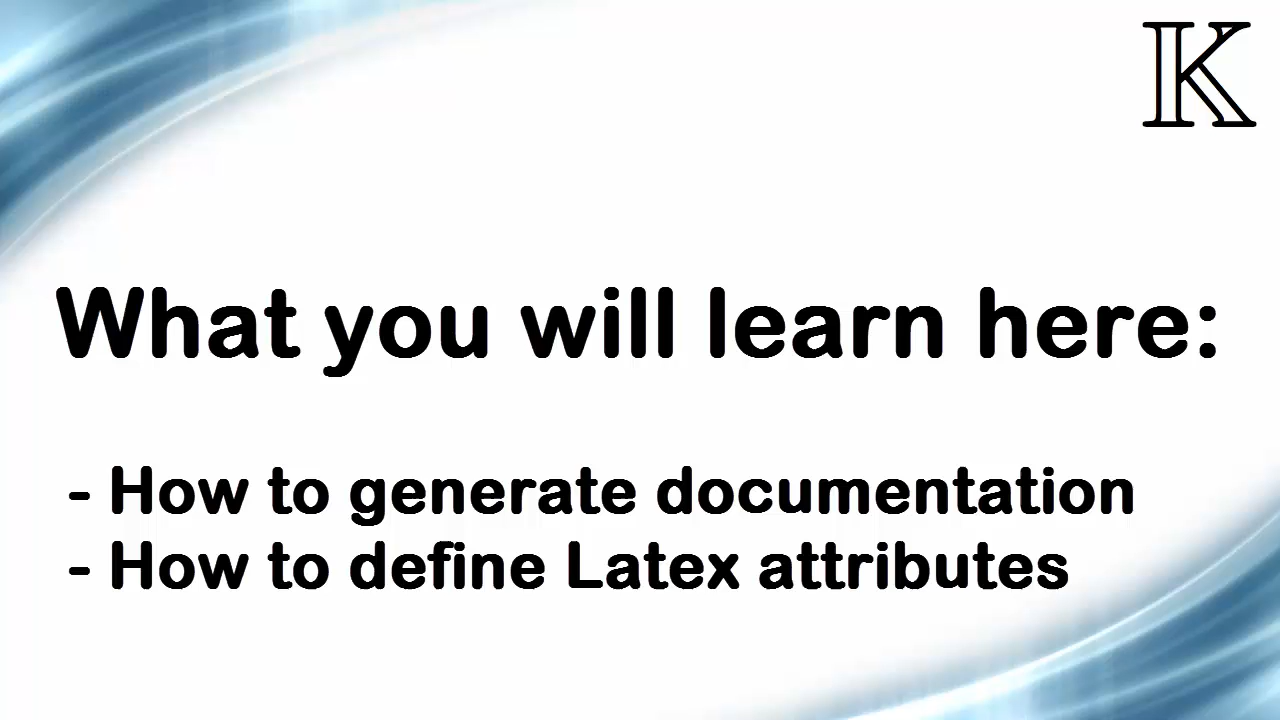 K
What you will learn here:
- How to generate documentation
- How to define Latex attributes